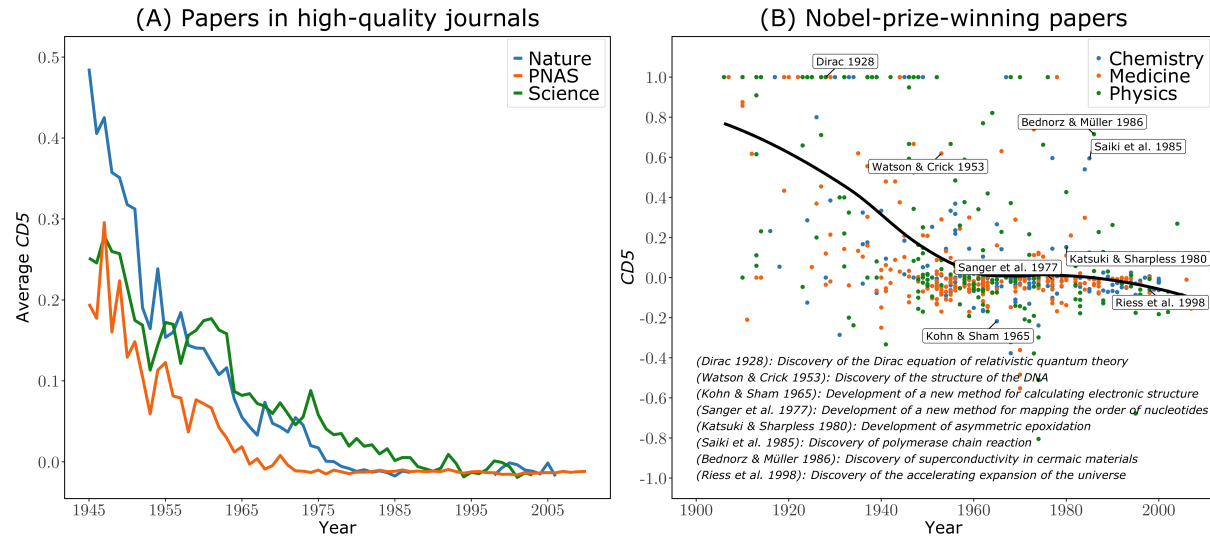 (A) Papers in high-quality journals
Nature
PNAS
Science
0.5
0.4
0.3
0.2
0.1
0.0
Average CD5
1945
1955
1965
1975
1985
1995
2005
Year
(B) Nobel-prize-winning papers
Chemistry
Medicine
Physics
Dirac 1928
Bednorz & Müller 1986
Saiki et al. 1985
Watson & Crick 1953
Katsuki & Sharpless 1980
Sanger et al. 1977
Riess et al. 1998
Kohn & Sham 1965
1.0
0.8
0.6
0.4
0.2
0.0
-0.2
-0.4
-0.6
-0.8
-1.0
CD5
(Dirac 1928): Discovery of the Dirac equation of relativistic quantum theory
(Watson & Crick 1953): Discovery of the structure of the DNA
(Kohn & Sham 1965): Development of a new method for calculating electronic structure
(Sanger et al. 1977): Development of a new method for mapping the order of nucleotides
(Katsuki & Sharpless 1980): Development of asymmetric epoxidation
(Saiki et al. 1985): Discovery of polymerase chain reaction
(Bednorz & Müller 1986): Discovery of superconductivity in cermaic materials
(Riess et al. 1998): Discovery of the accelerating expansion of the universe
1900
1920
1940
1960
1980
2000
Year